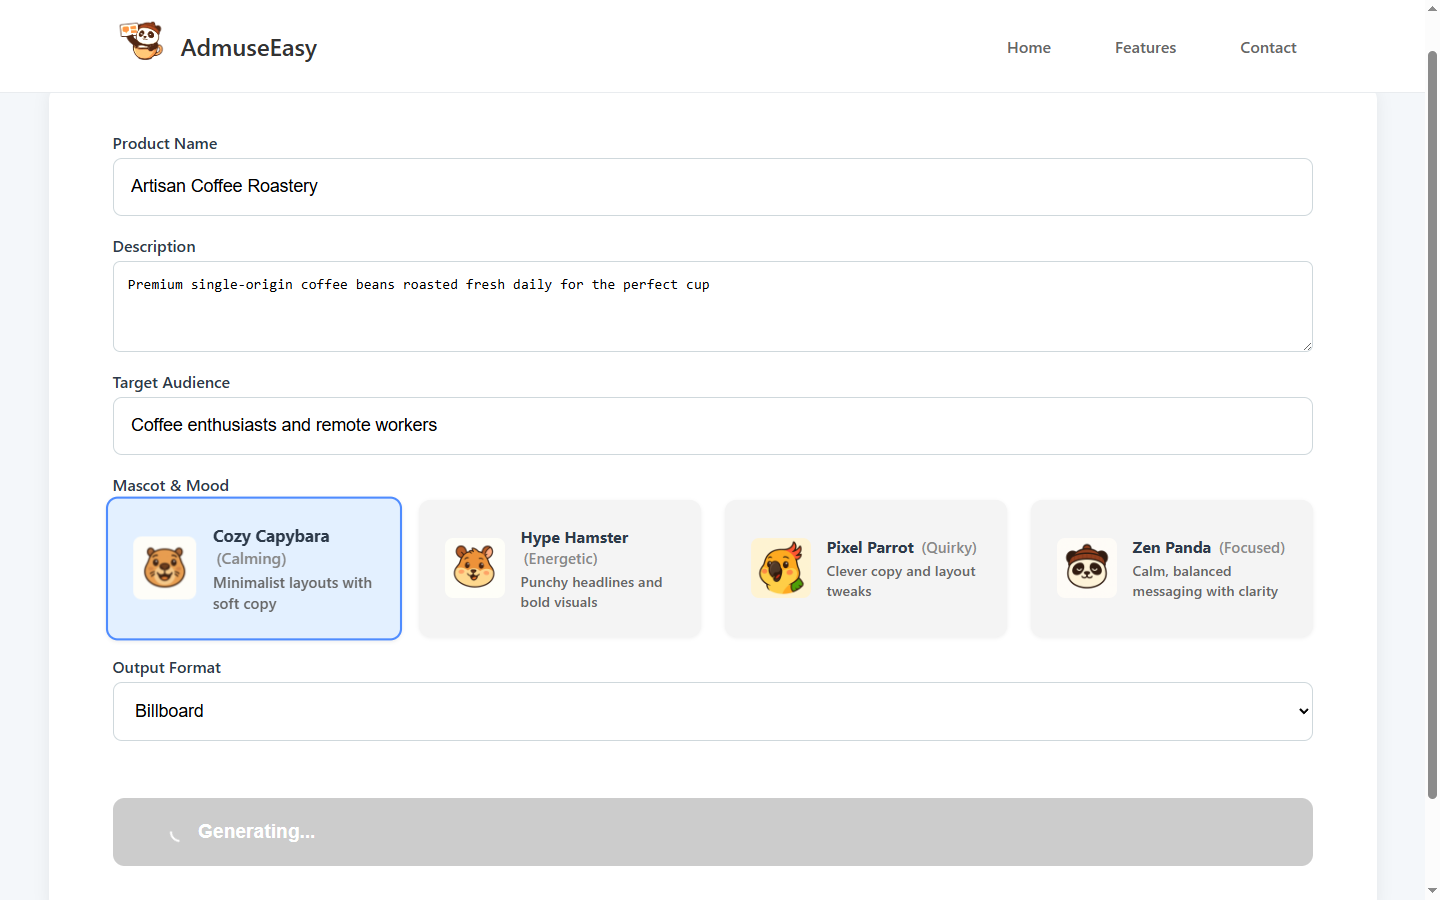 AdmuseEasy
Home
Features
Contact
Product Name
Artisan Coffee Roastery
Description
Premium single-origin coffee beans roasted fresh daily for the perfect cup
Target Audience
Coffee enthusiasts and remote workers
Mascot & Mood
Cozy Capybara
(Calming)
Minimalist layouts with
soft copy
Hype Hamster
(Energetic)
Punchy headlines and
bold visuals
Pixel Parrot (Quirky)
Clever copy and layout
tweaks
Zen Panda (Focused)
Calm, balanced
messaging with clarity
Output Format
Billboard
Generating...